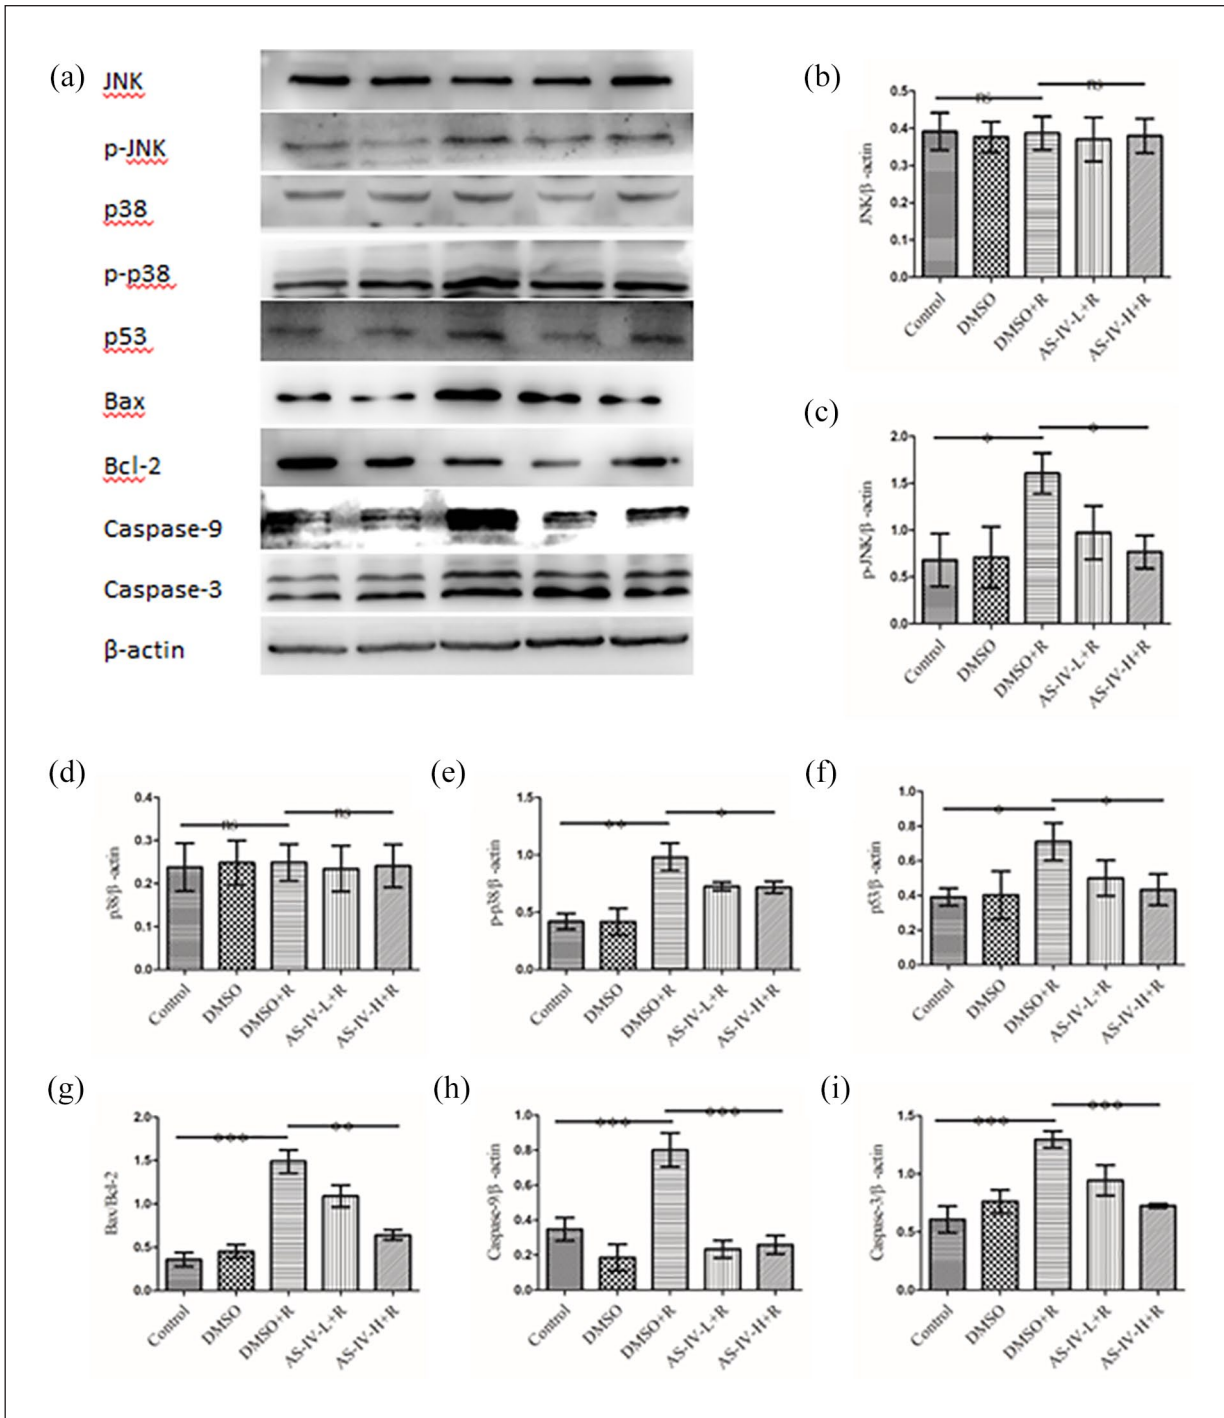 (a)
JNK
p-JNK
p38
p-p38
p53
Bax
Bcl-2
Caspase-9
Caspase-3
β-actin
(b)
JNK/β -actin
0.5
0.4
0.3
0.2
0.1
0.0
ns
ns
Control
DMSO
DMSO+R
AS-IV-L+R
AS-IV-H+R
(c)
p-JNK/β -actin
2.0
1.5
1.0
0.5
0.0
Control
DMSO
DMSO+R
AS-IV-L+R
AS-IV-H+R
(d)
p38/β -actin
0.4
0.3
0.2
0.1
0.0
ns
ns
Control
DMSO
DMSO+R
AS-IV-L+R
AS-IV-H+R
(e)
p-p38/β -actin
1.5
1.0
0.5
0.0
Control
DMSO
DMSO+R
AS-IV-L+R
AS-IV-H+R
(f)
p53/β -actin
1.0
0.8
0.6
0.4
0.2
0.0
Control
DMSO
DMSO+R
AS-IV-L+R
AS-IV-H+R
(g)
Bax/Bcl-2
2.0
1.5
1.0
0.5
0.0
Control
DMSO
DMSO+R
AS-IV-L+R
AS-IV-H+R
(h)
Caspase-9/β -actin
1.0
0.8
0.6
0.4
0.2
0.0
Control
DMSO
DMSO+R
AS-IV-L+R
AS-IV-H+R
(i)
Caspase-3/β -actin
1.5
1.0
0.5
0.0
Control
DMSO
DMSO+R
AS-IV-L+R
AS-IV-H+R